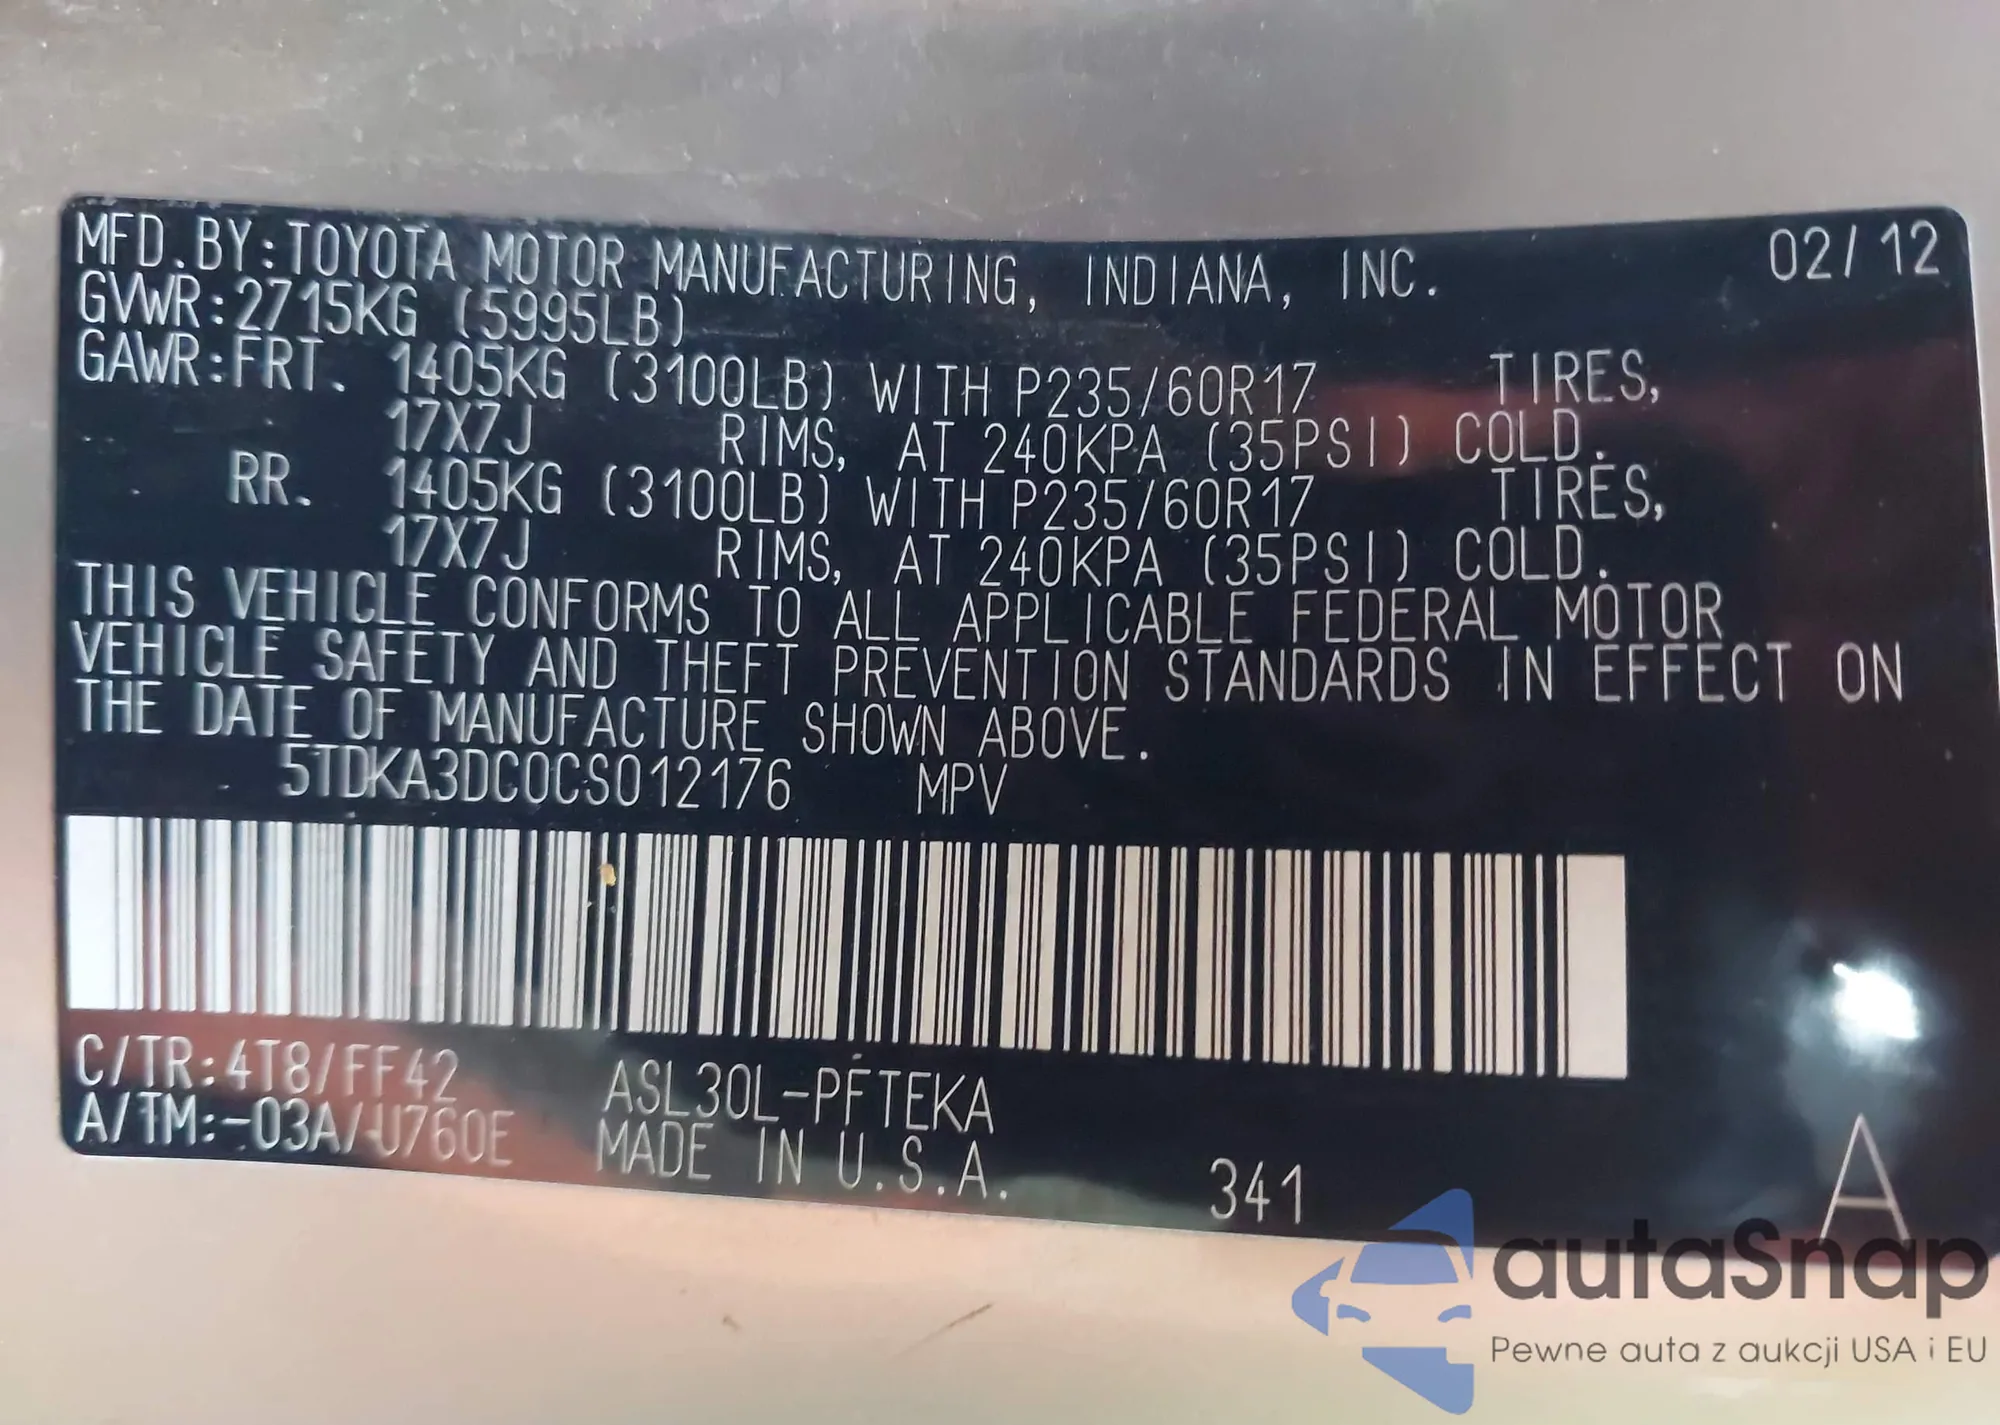 MFD.BY:TOYOTA MOTOR MANUFACTURING, INDIANA, INC. 02/12
GVWR:2715KG (5995LB)
GAWR:FRT. 1405KG (3100LB) WITH P235/60R17 TIRES,
17X7J RIMS, AT 240KPA (35PSI) COLD.
RR. 1405KG (3100LB) WITH P235/60R17 TIRES,
17X7J RIMS, AT 240KPA (35PSI) COLD.
THIS VEHICLE CONFORMS TO ALL APPLICABLE FEDERAL MOTOR
VEHICLE SAFETY AND THEFT PREVENTION STANDARDS IN EFFECT ON
THE DATE OF MANUFACTURE SHOWN ABOVE.
5TDKA3DC0CS012176 MPV
C/TR:4T8/FF42 ASL30L-PFTEKA
A/TM:-03A/U760E MADE IN U.S.A. 341 A
autaSnap
Pewne auta z aukcji USA i EU